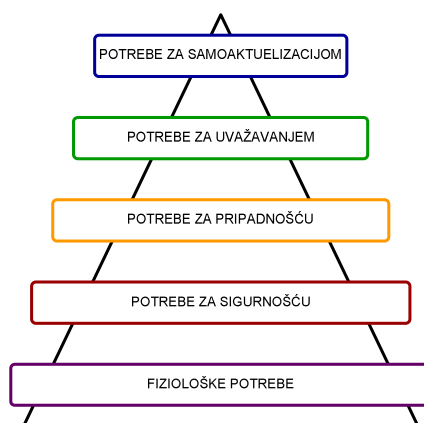 POTREBE ZA SAMOAKTUELIZACIJOM
POTREBE ZA UVAŽAVANJEM
POTREBE ZA PRIPADNOŠĆU
POTREBE ZA SIGURNOŠĆU
FIZIOLOŠKE POTREBE